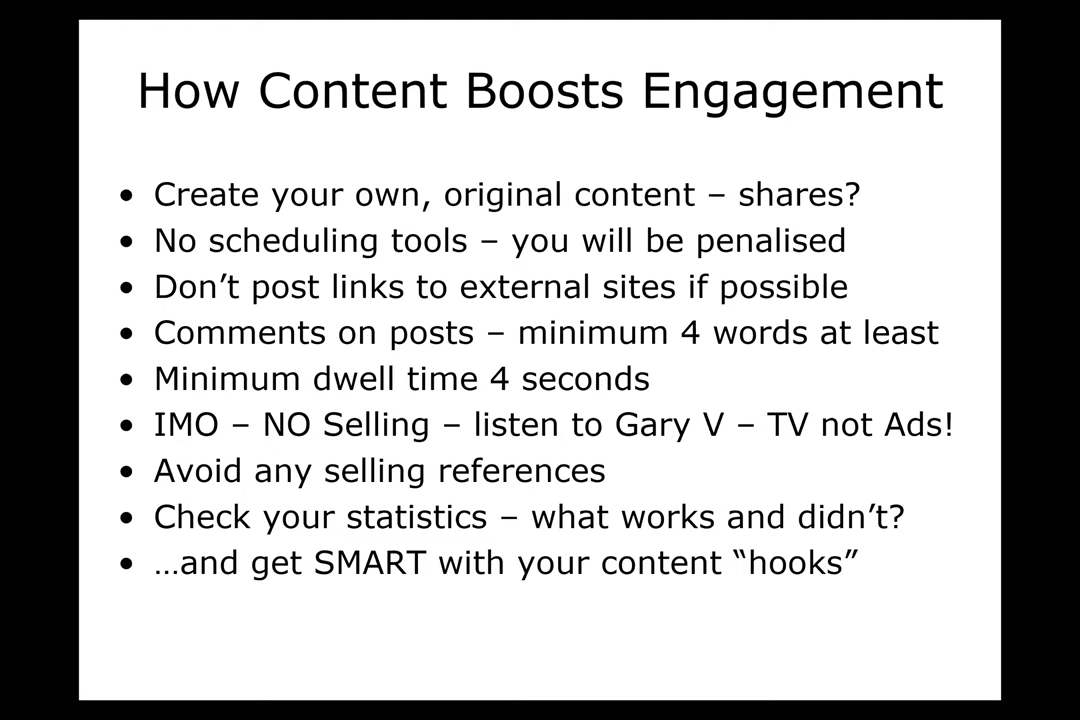 How Content Boosts Engagement
• Create your own, original content – shares?
• No scheduling tools – you will be penalised
• Don’t post links to external sites if possible
• Comments on posts – minimum 4 words at least
• Minimum dwell time 4 seconds
• IMO – NO Selling – listen to Gary V – TV not Ads!
• Avoid any selling references
• Check your statistics – what works and didn’t?
• …and get SMART with your content “hooks”